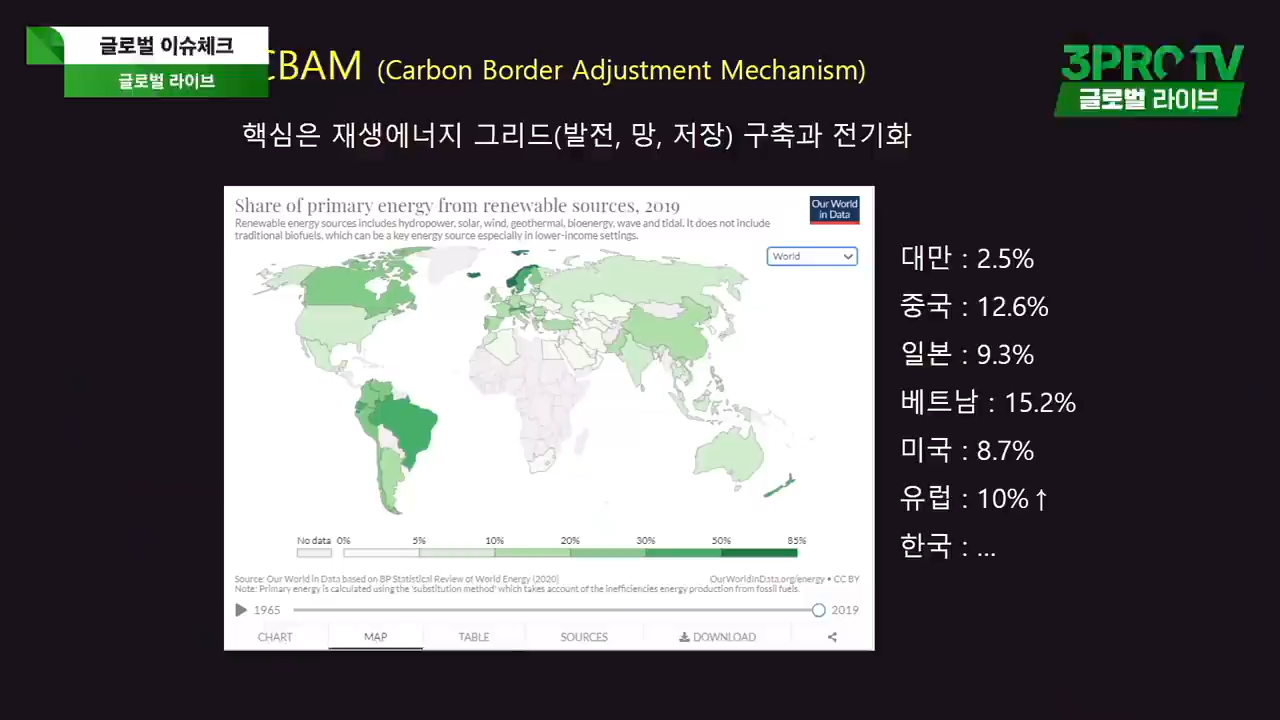 글로벌 이슈체크
글로벌 라이브
CBAM (Carbon Border Adjustment Mechanism)
3PRO TV
글로벌 라이브
핵심은 재생에너지 그리드(발전, 망, 저장) 구축과 전기화
Share of primary energy from renewable sources, 2019
Our World
in Data
Renewable energy sources includes hydropower, solar, wind, geothermal, bioenergy, wave and tidal. It does not include
traditional biofuels, which can be a key energy source especially in lower-income settings.
World
대만 : 2.5%
중국 : 12.6%
일본 : 9.3%
베트남 : 15.2%
미국 : 8.7%
유럽 : 10%↑
한국 : ...
No data 0% 5% 10% 20% 30% 50% 85%
Source: Our World in Data based on BP Statistical Review of World Energy (2020) OurWorldInData.org/energy • CC BY
Note: Primary energy is calculated using the 'substitution method' which takes account of the inefficiencies energy production from fossil fuels.
1965 2019
CHART MAP TABLE SOURCES DOWNLOAD